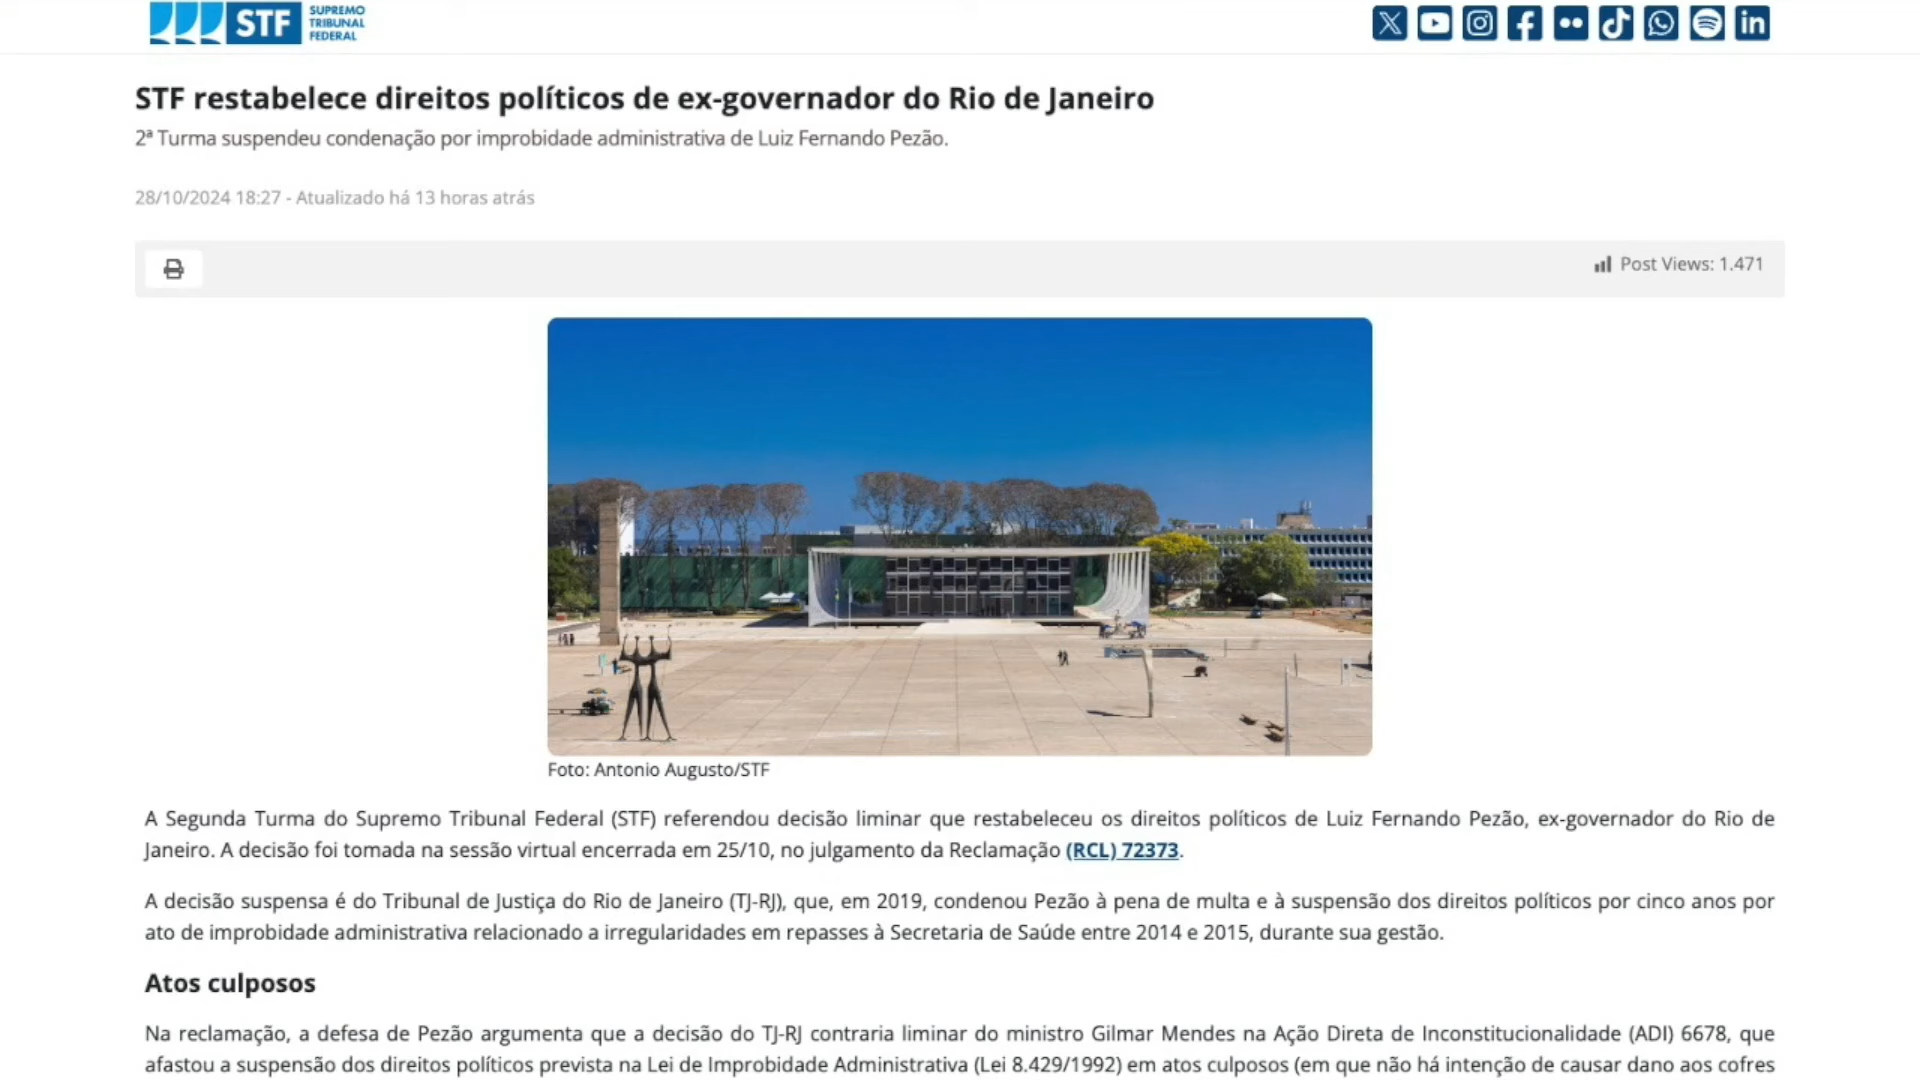 STF
SUPREMO
TRIBUNAL
FEDERAL
STF restabelece direitos políticos de ex-governador do Rio de Janeiro
2ª Turma suspendeu condenação por improbidade administrativa de Luiz Fernando Pezão.
28/10/2024 18:27 - Atualizado há 13 horas atrás
Post Views: 1.471
Foto: Antonio Augusto/STF
A Segunda Turma do Supremo Tribunal Federal (STF) referendou decisão liminar que restabeleceu os direitos políticos de Luiz Fernando Pezão, ex-governador do Rio de
Janeiro. A decisão foi tomada na sessão virtual encerrada em 25/10, no julgamento da Reclamação (RCL) 72373.
A decisão suspensa é do Tribunal de Justiça do Rio de Janeiro (TJ-RJ), que, em 2019, condenou Pezão à pena de multa e à suspensão dos direitos políticos por cinco anos por
ato de improbidade administrativa relacionado a irregularidades em repasses à Secretaria de Saúde entre 2014 e 2015, durante sua gestão.
Atos culposos
Na reclamação, a defesa de Pezão argumenta que a decisão do TJ-RJ contraria liminar do ministro Gilmar Mendes na Ação Direta de Inconstitucionalidade (ADI) 6678, que
afastou a suspensão dos direitos políticos prevista na Lei de Improbidade Administrativa (Lei 8.429/1992) em atos culposos (em que não há intenção de causar dano aos cofres